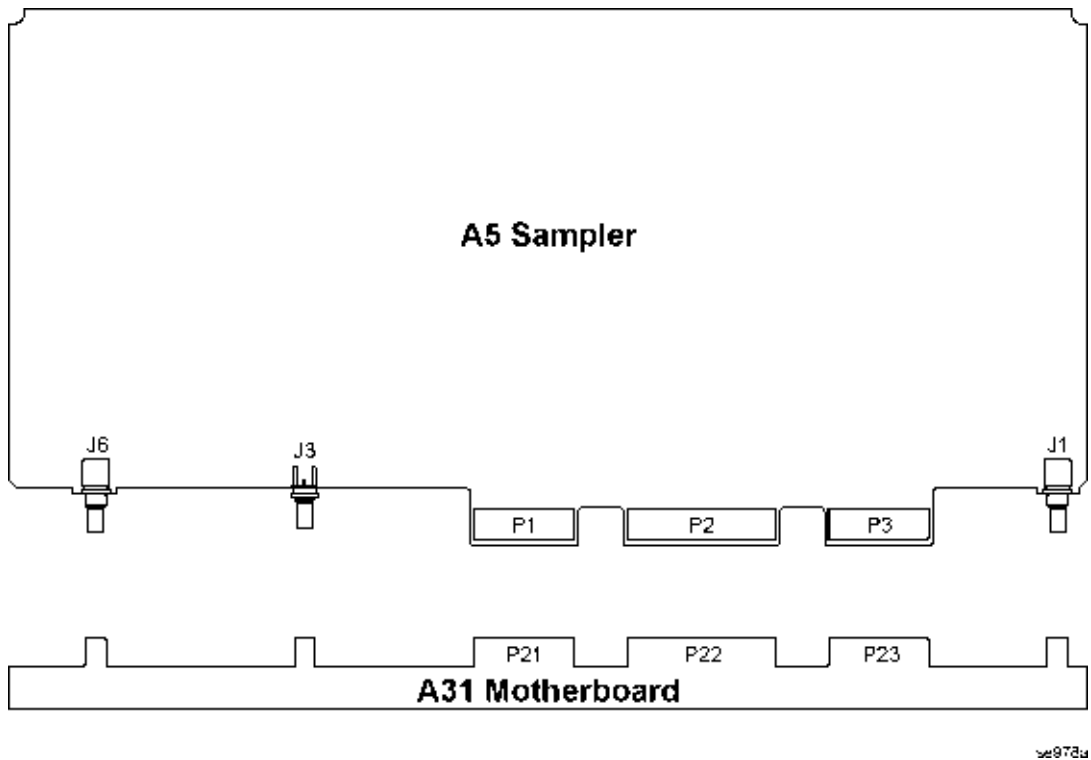 A5 Sampler
J6
J3
J1
P1
P2
P3
P21
P22
P23
A31 Motherboard
se978a